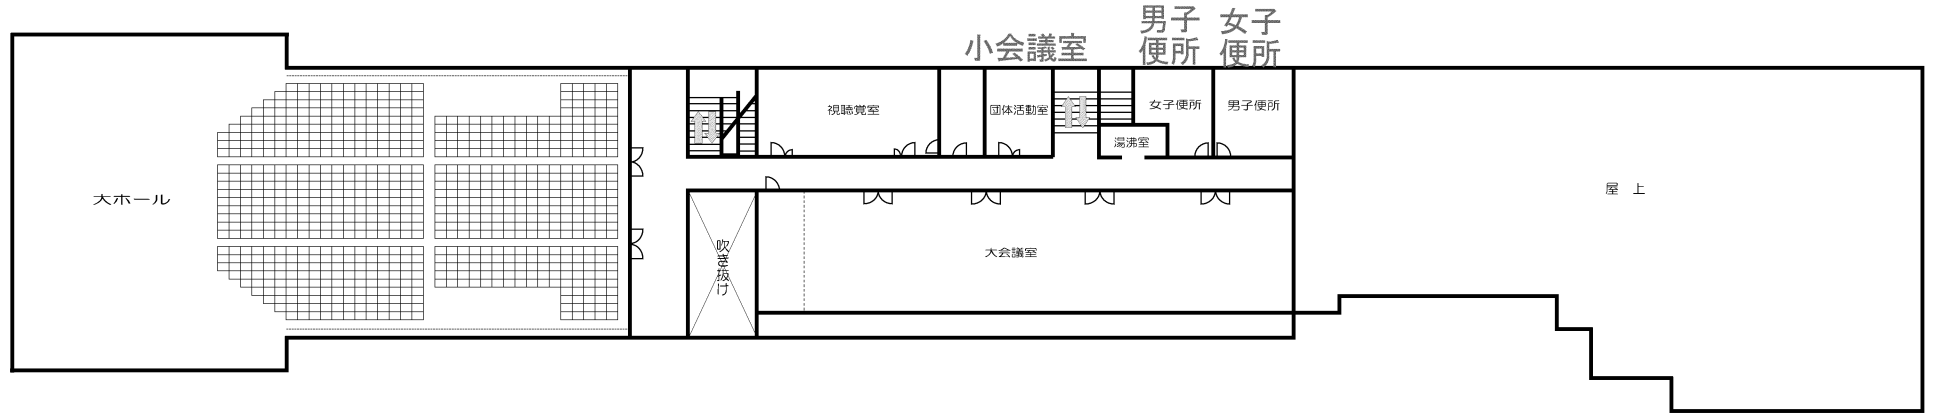 男子
便所
女子
便所
小会議室
視聴覚室
団体活動室
女子便所
男子便所
湯沸室
大ホール
屋 上
吹き抜け
大会議室